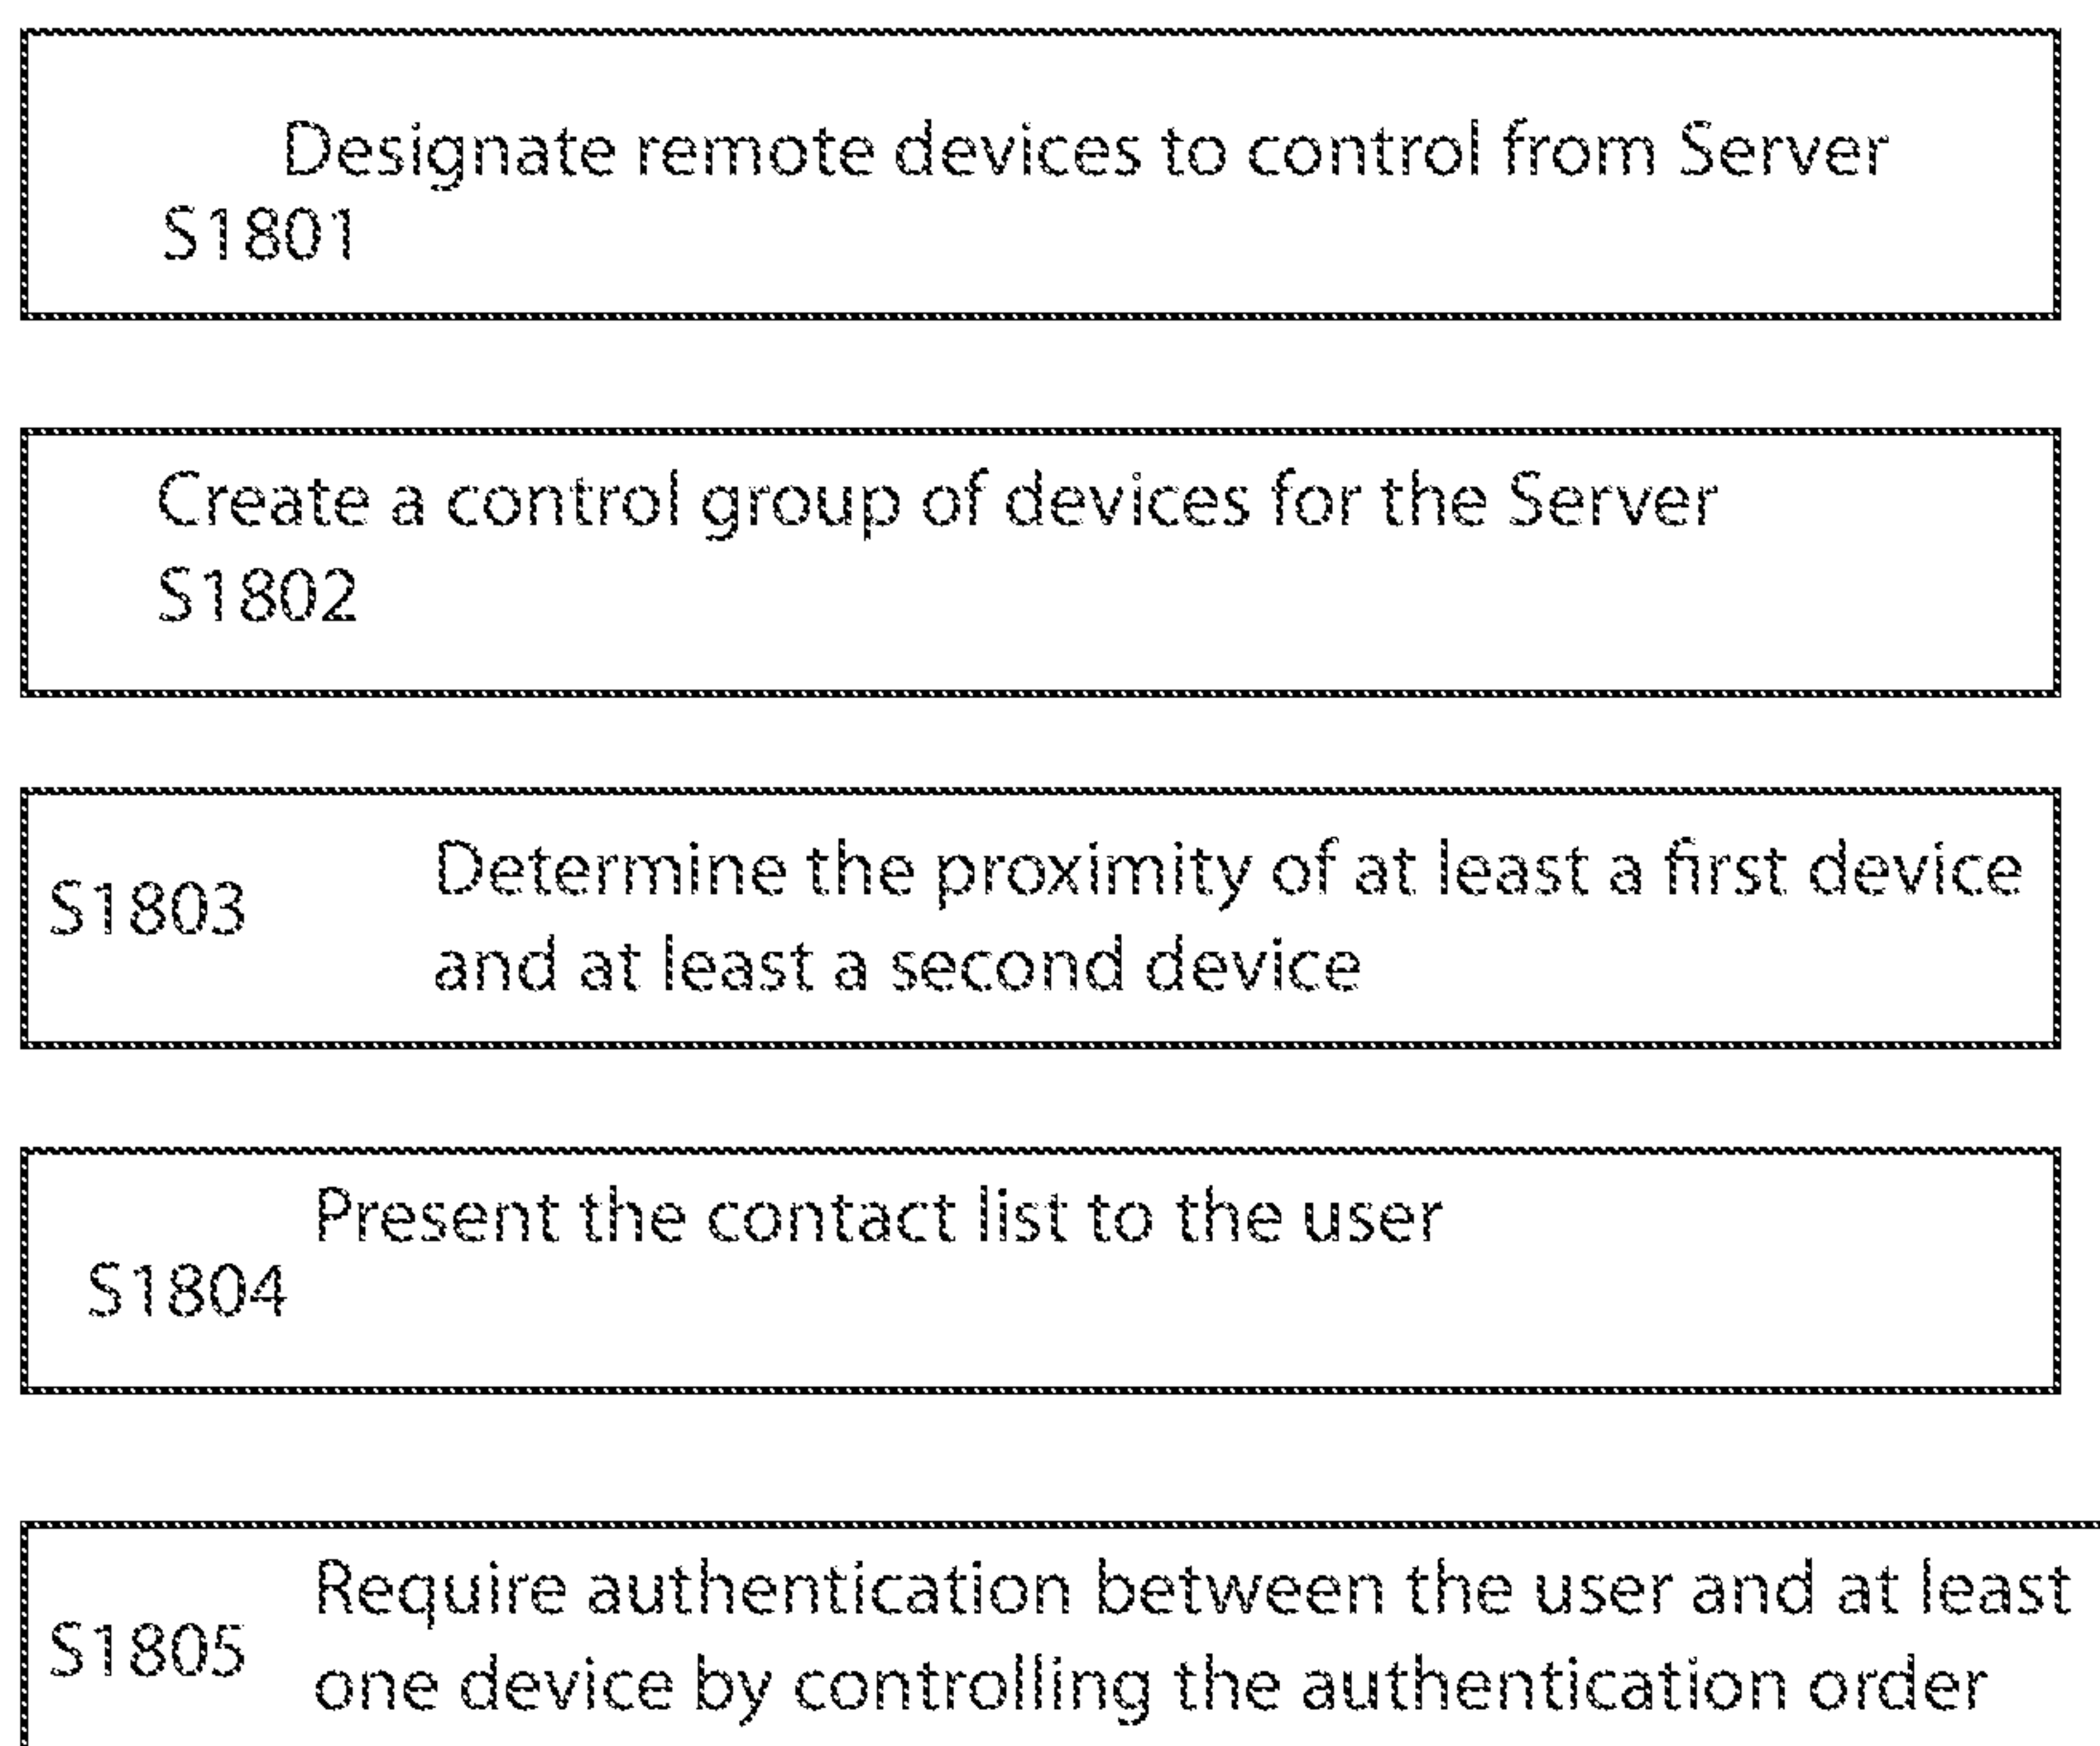 Designate remote devices to control from Server
S1801
Create a control group of devices for the Server
S1802
S1803
Determine the proximity of at least a first device
and at least a second device
Present the contact list to the user
S1804
S1805
Require authentication between the user and at least
one device by controlling the authentication order